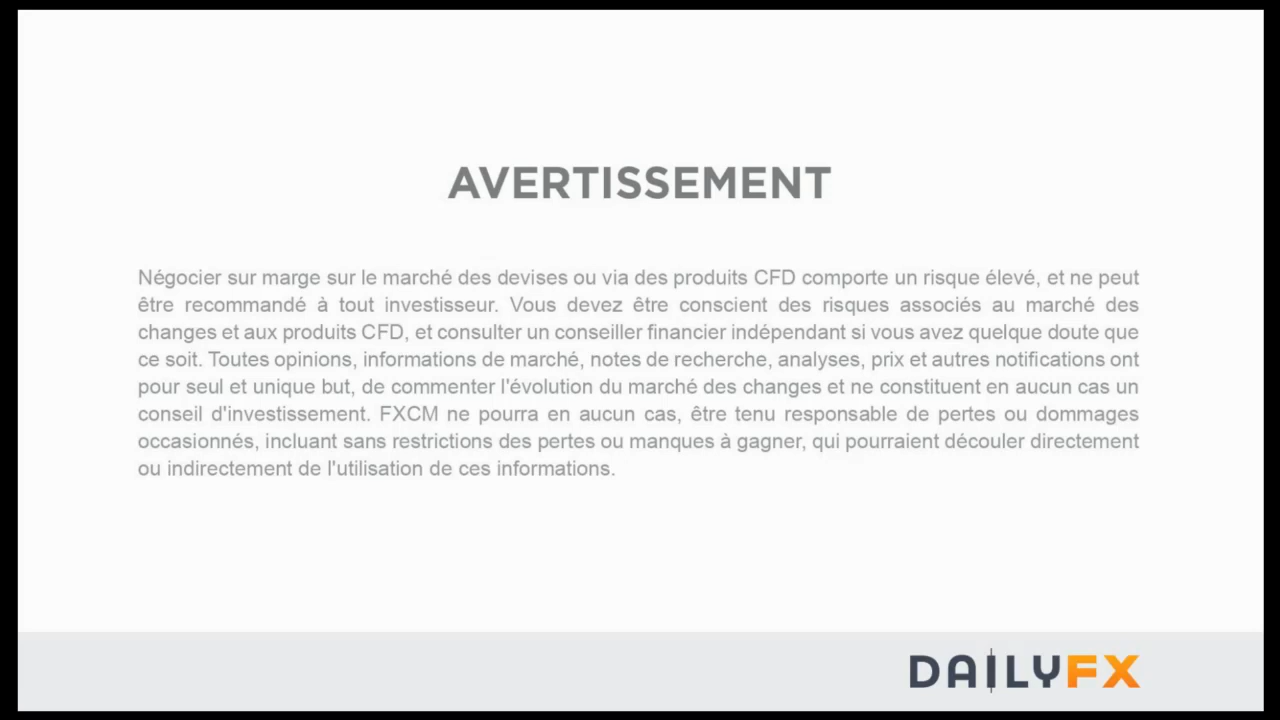 AVERTISSEMENT
Négocier sur marge sur le marché des devises ou via des produits CFD comporte un risque élevé, et ne peut
être recommandé à tout investisseur. Vous devez être conscient des risques associés au marché des
changes et aux produits CFD, et consulter un conseiller financier indépendant si vous avez quelque doute que
ce soit. Toutes opinions, informations de marché, notes de recherche, analyses, prix et autres notifications ont
pour seul et unique but, de commenter l'évolution du marché des changes et ne constituent en aucun cas un
conseil d'investissement. FXCM ne pourra en aucun cas, être tenu responsable de pertes ou dommages
occasionnés, incluant sans restrictions des pertes ou manques à gagner, qui pourraient découler directement
ou indirectement de l'utilisation de ces informations.
DAILYFX